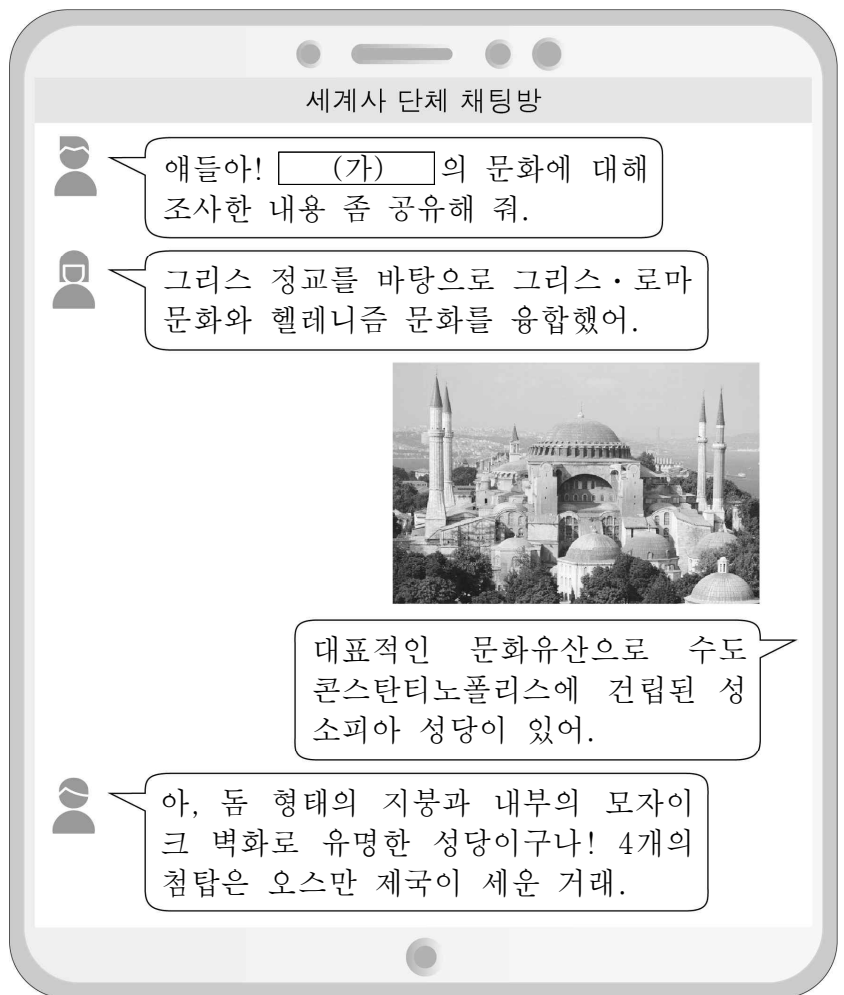 세계사 단체 채팅방
얘들아! (가) 의 문화에 대해
조사한 내용 좀 공유해 줘.
그리스 정교를 바탕으로 그리스·로마
문화와 헬레니즘 문화를 융합했어.
대표적인 문화유산으로 수도
콘스탄티노폴리스에 건립된 성
소피아 성당이 있어.
아, 돔 형태의 지붕과 내부의 모자이
크 벽화로 유명한 성당이구나! 4개의
첨탑은 오스만 제국이 세운 거래.